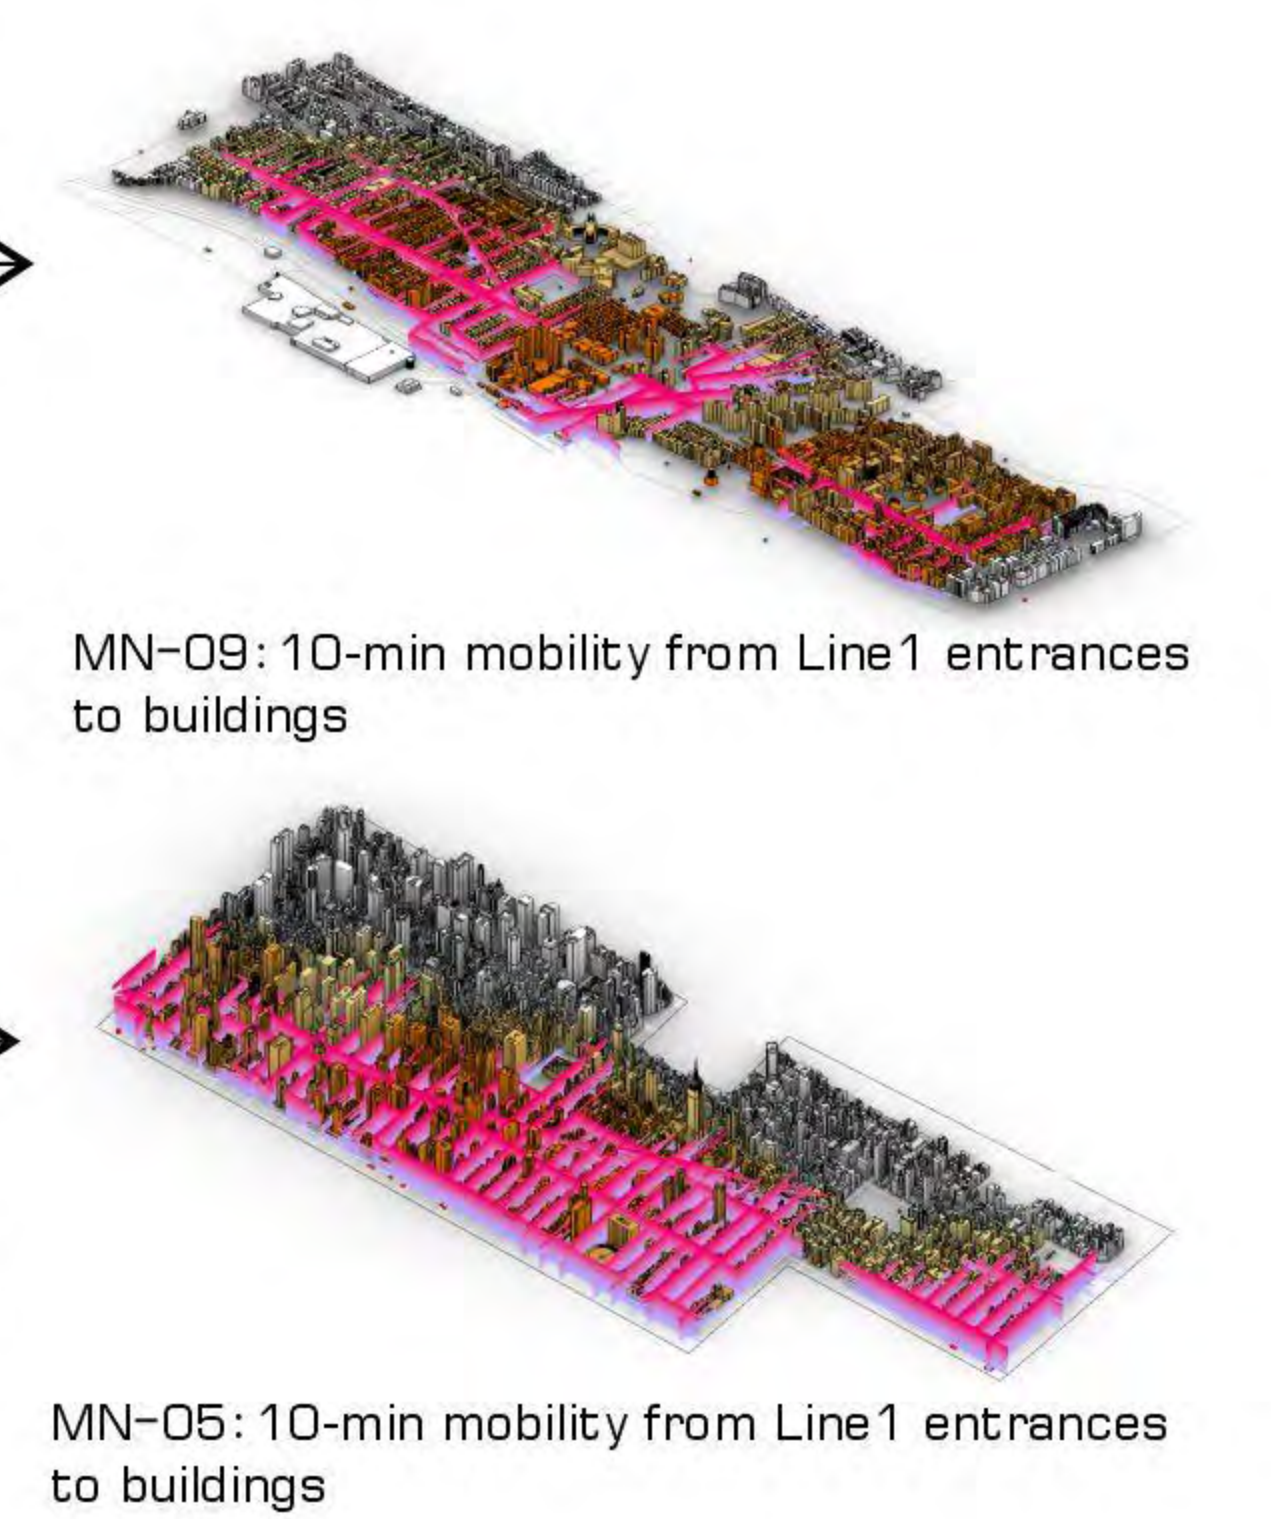 MN-09: 10-min mobility from Line1 entrances
to buildings
MN-05: 10-min mobility from Line1 entrances
to buildings